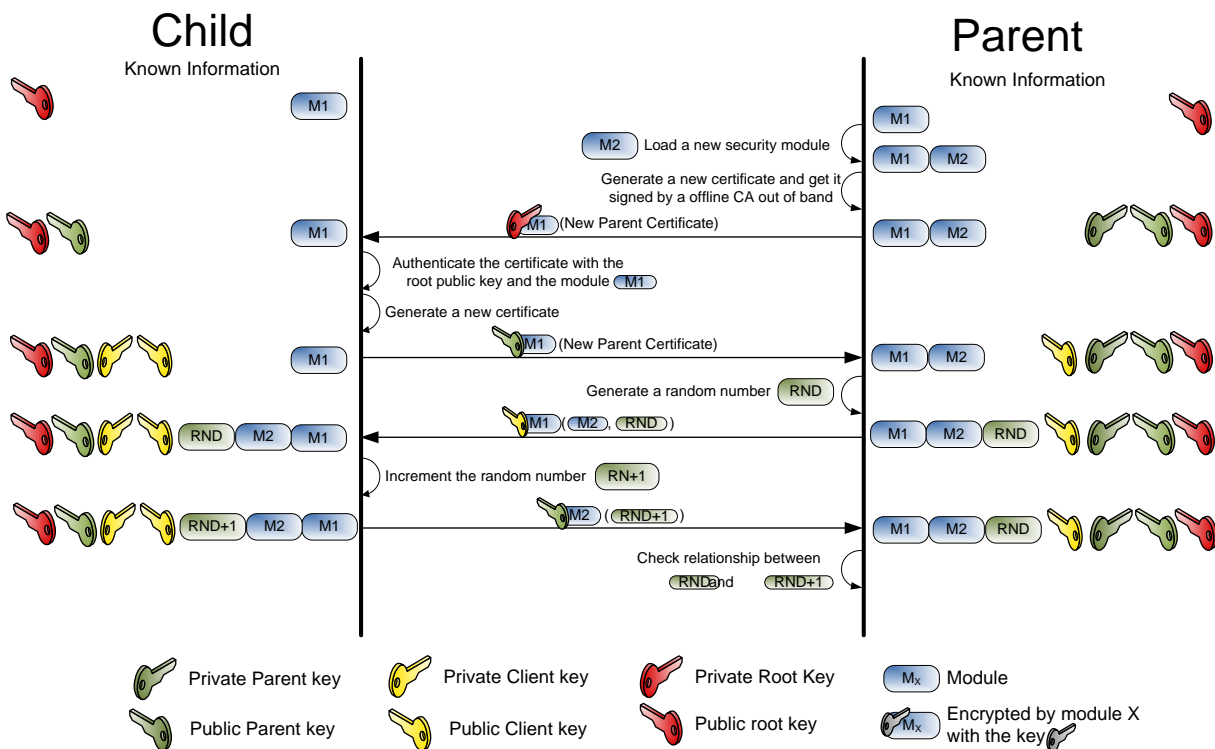 Child
Parent
Known Information
Known Information
M1
M1
M2 Load a new security module
M1 M2
Generate a new certificate and get it
signed by a offline CA out of band
M1
M1 (New Parent Certificate)
M1 M2
Authenticate the certificate with the
root public key and the module M1
Generate a new certificate
M1
M1 (New Parent Certificate)
M1 M2
Generate a random number RND
RND M2 M1
M1 (M2, RND)
M1 M2 RND
Increment the random number RN+1
RND+1 M2 M1
M2 (RND+1)
M1 M2 RND
Check relationship between
RND and RND+1
Private Parent key
Private Client key
Private Root Key
Mx Module
Public Parent key
Public Client key
Public root key
Mx Encrypted by module X
with the key